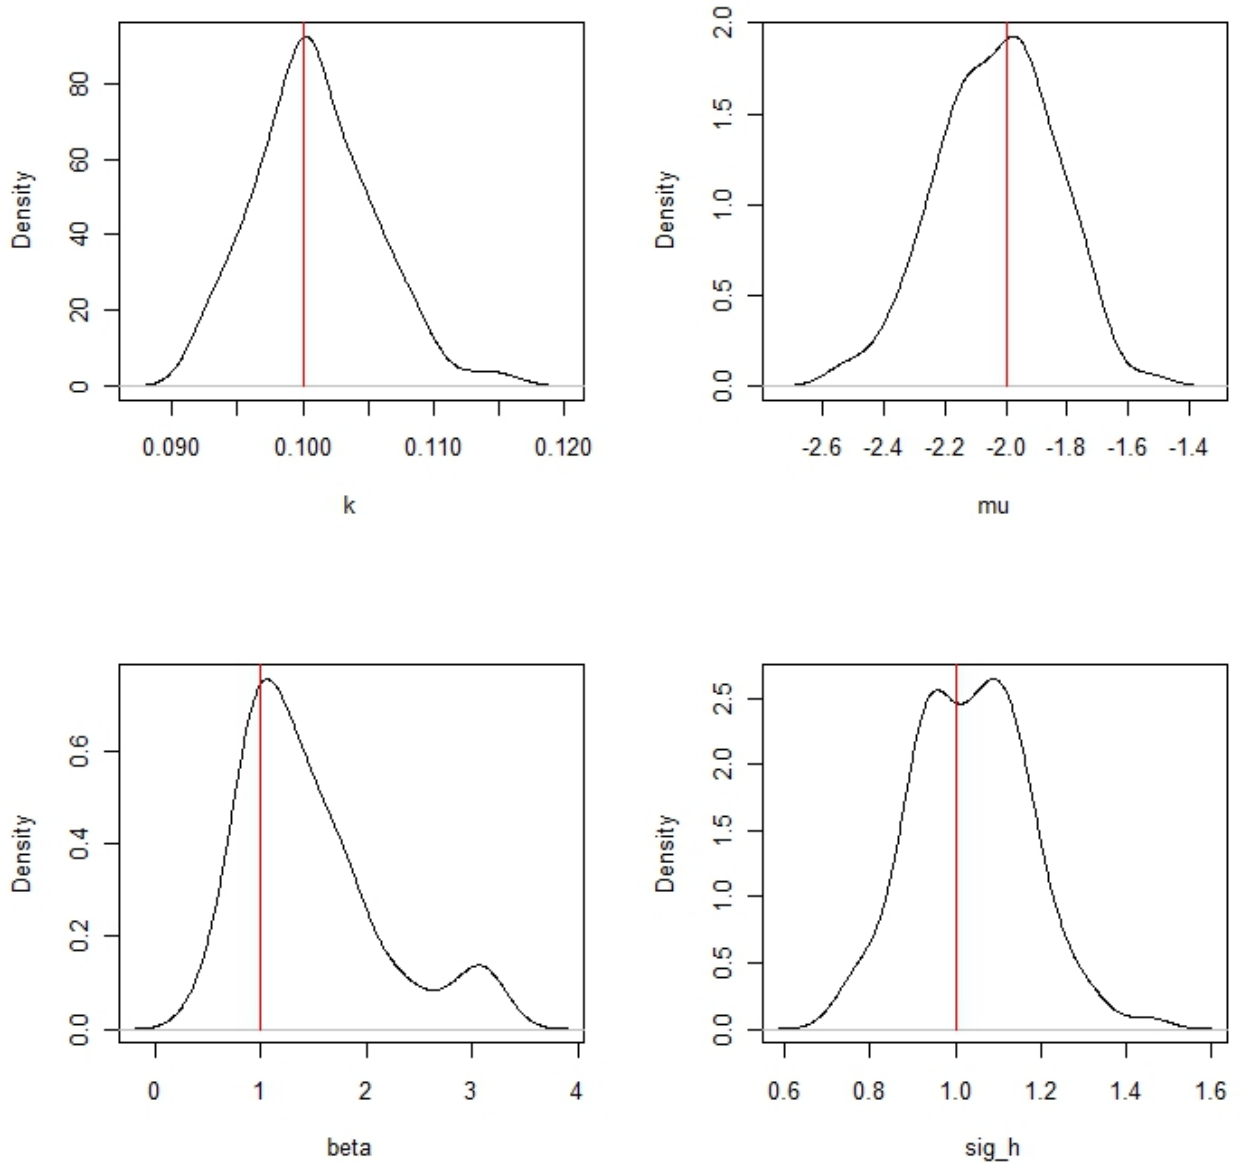 Density
0 20 40 60 80
0.090 0.100 0.110 0.120
k
Density
0.0 0.5 1.0 1.5 2.0
-2.6 -2.4 -2.2 -2.0 -1.8 -1.6 -1.4
mu
Density
0.0 0.2 0.4 0.6
0 1 2 3 4
beta
Density
0.0 0.5 1.0 1.5 2.0 2.5
0.6 0.8 1.0 1.2 1.4 1.6
sig_h